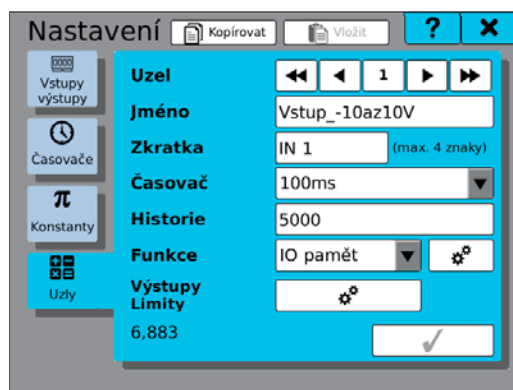 Nastavení Kopírovat Vložit ? ×
Vstupy
výstupy
Časovače
π
Konstanty
Uzly
Uzel 1
Jméno Vstup_-10az10V
Zkratka IN 1 (max. 4 znaky)
Časovač 100ms
Historie 5000
Funkce IO pamět
Výstupy
Limity
6,883